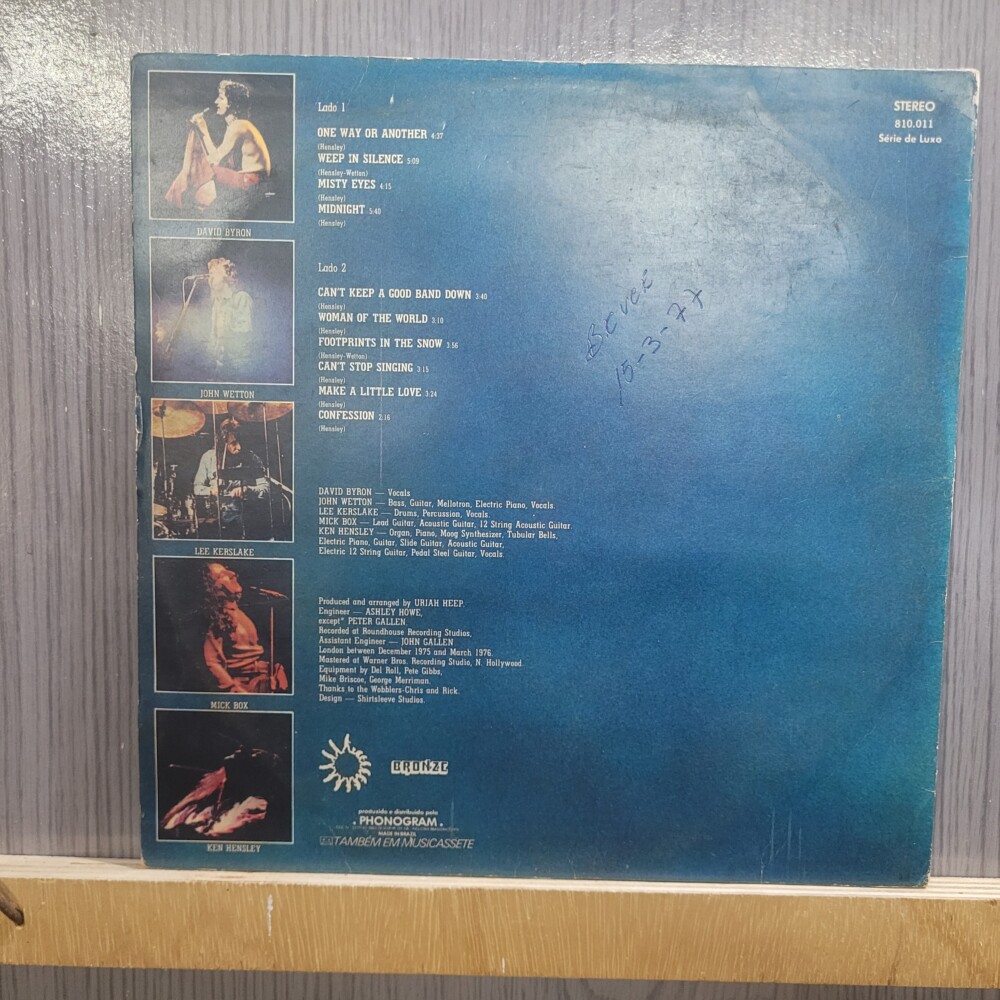 Lado 1
ONE WAY OR ANOTHER 4:37
(Hensley)
WEEP IN SILENCE 5:09
(Hensley-Wetton)
MISTY EYES 4:15
(Hensley)
MIDNIGHT 5:40
(Hensley)
Lado 2
CAN'T KEEP A GOOD BAND DOWN 3:40
(Hensley)
WOMAN OF THE WORLD 3:10
(Hensley)
FOOTPRINTS IN THE SNOW 3:56
(Hensley-Wetton)
CAN'T STOP SINGING 3:15
(Hensley)
MAKE A LITTLE LOVE 3:24
(Hensley)
CONFESSION 2:16
(Hensley)
STEREO
810.011
Série de Luxo
15-3-77
DAVID BYRON
JOHN WETTON
LEE KERSLAKE
MICK BOX
KEN HENSLEY
DAVID BYRON — Vocals
JOHN WETTON — Bass, Guitar, Mellotron, Electric Piano, Vocals.
LEE KERSLAKE — Drums, Percussion, Vocals.
MICK BOX — Lead Guitar, Acoustic Guitar, 12 String Acoustic Guitar
KEN HENSLEY — Organ, Piano, Moog Synthesizer, Tubular Bells,
Electric Piano, Guitar, Slide Guitar, Acoustic Guitar,
Electric 12 String Guitar, Pedal Steel Guitar, Vocals.
Produced and arranged by URIAH HEEP.
Engineer — ASHLEY HOWE,
except* PETER GALLEN.
Recorded at Roundhouse Recording Studios,
Assistant Engineer — JOHN GALLEN
London between December 1975 and March 1976.
Mastered at Warner Bros. Recording Studio, N. Hollywood.
Equipment by Del Roll, Pete Gibbs,
Mike Briscoe, George Merriman.
Thanks to the Wobblers-Chris and Rick.
Design — Shirtsleeve Studios.
BRONZE
produzido e distribuído pela
. PHONOGRAM .
MADE IN BRAZIL
TAMBÉM EM MUSICASSETE